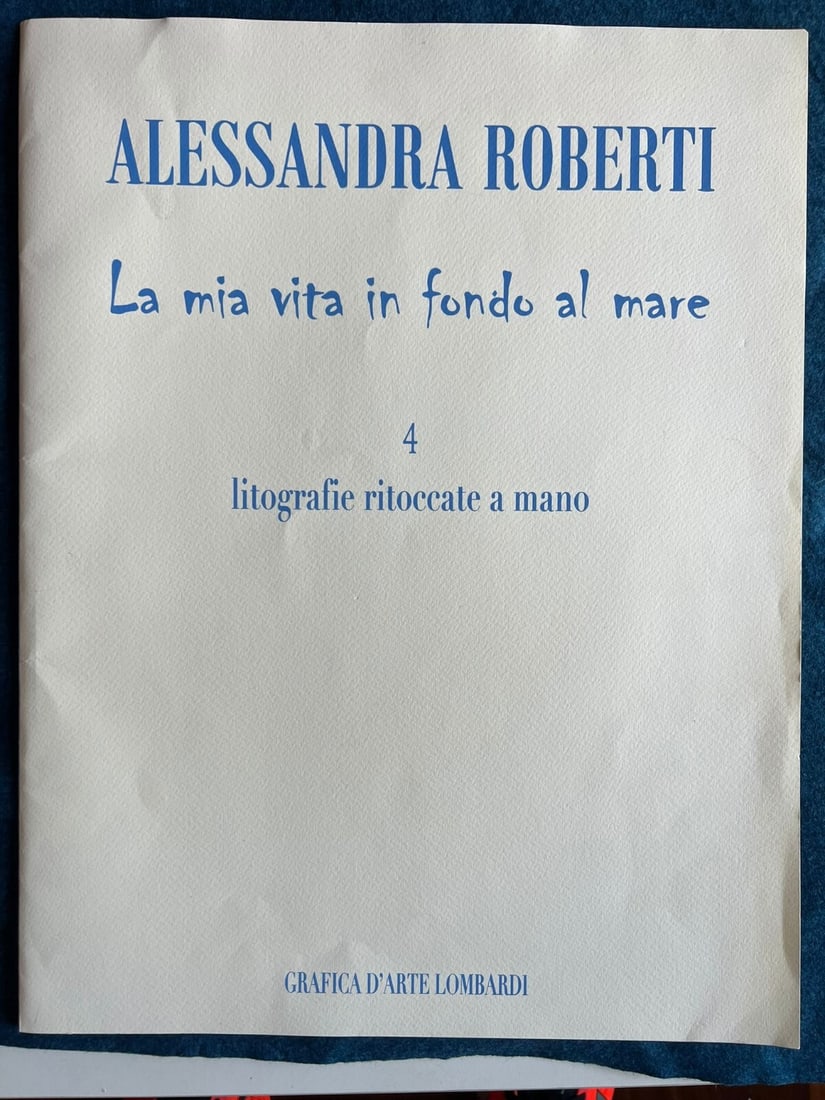 ALESSANDRA ROBERTI
La mia vita in fondo al mare
4
litografie ritoccate a mano
GRAFICA D'ARTE LOMBARDI